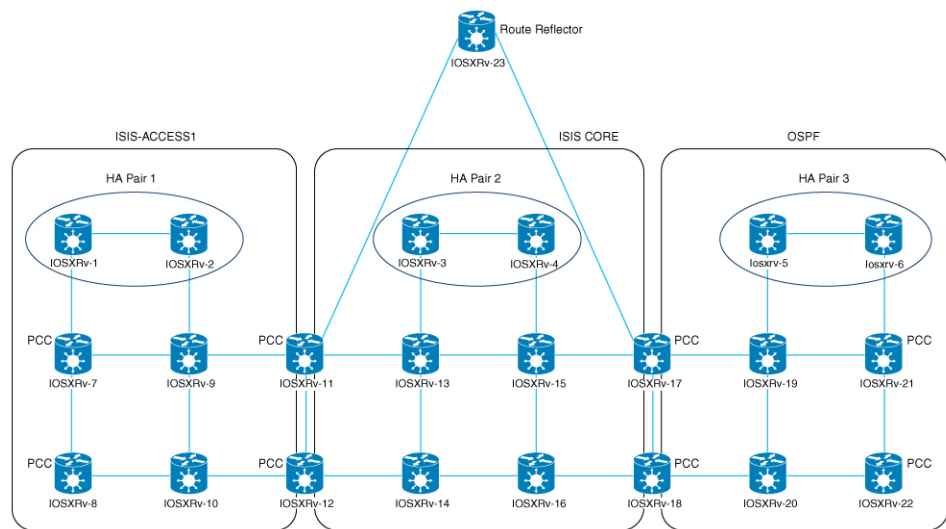 Route Reflector
IOSXRv-23
ISIS-ACCESS1
ISIS CORE
OSPF
HA Pair 1
HA Pair 2
HA Pair 3
IOSXRv-1
IOSXRv-2
IOSXRv-3
IOSXRv-4
Iosxrv-5
Iosxrv-6
PCC
PCC
PCC
PCC
IOSXRv-7
IOSXRv-9
IOSXRv-11
IOSXRv-13
IOSXRv-15
IOSXRv-17
IOSXRv-19
IOSXRv-21
PCC
PCC
PCC
PCC
IOSXRv-8
IOSXRv-10
IOSXRv-12
IOSXRv-14
IOSXRv-16
IOSXRv-18
IOSXRv-20
IOSXRv-22